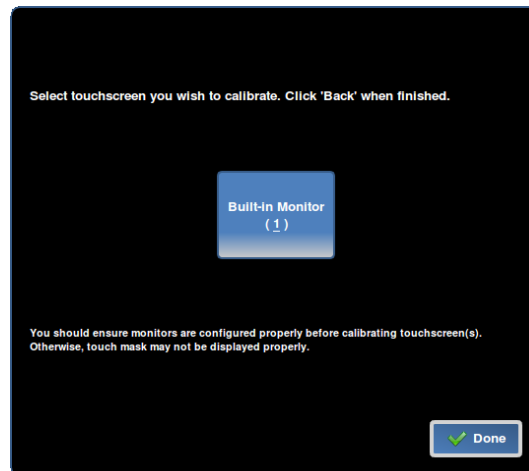 Select touchscreen you wish to calibrate. Click 'Back' when finished.
Built-in Monitor
( 1 )
You should ensure monitors are configured properly before calibrating touchscreen(s).
Otherwise, touch mask may not be displayed properly.
Done